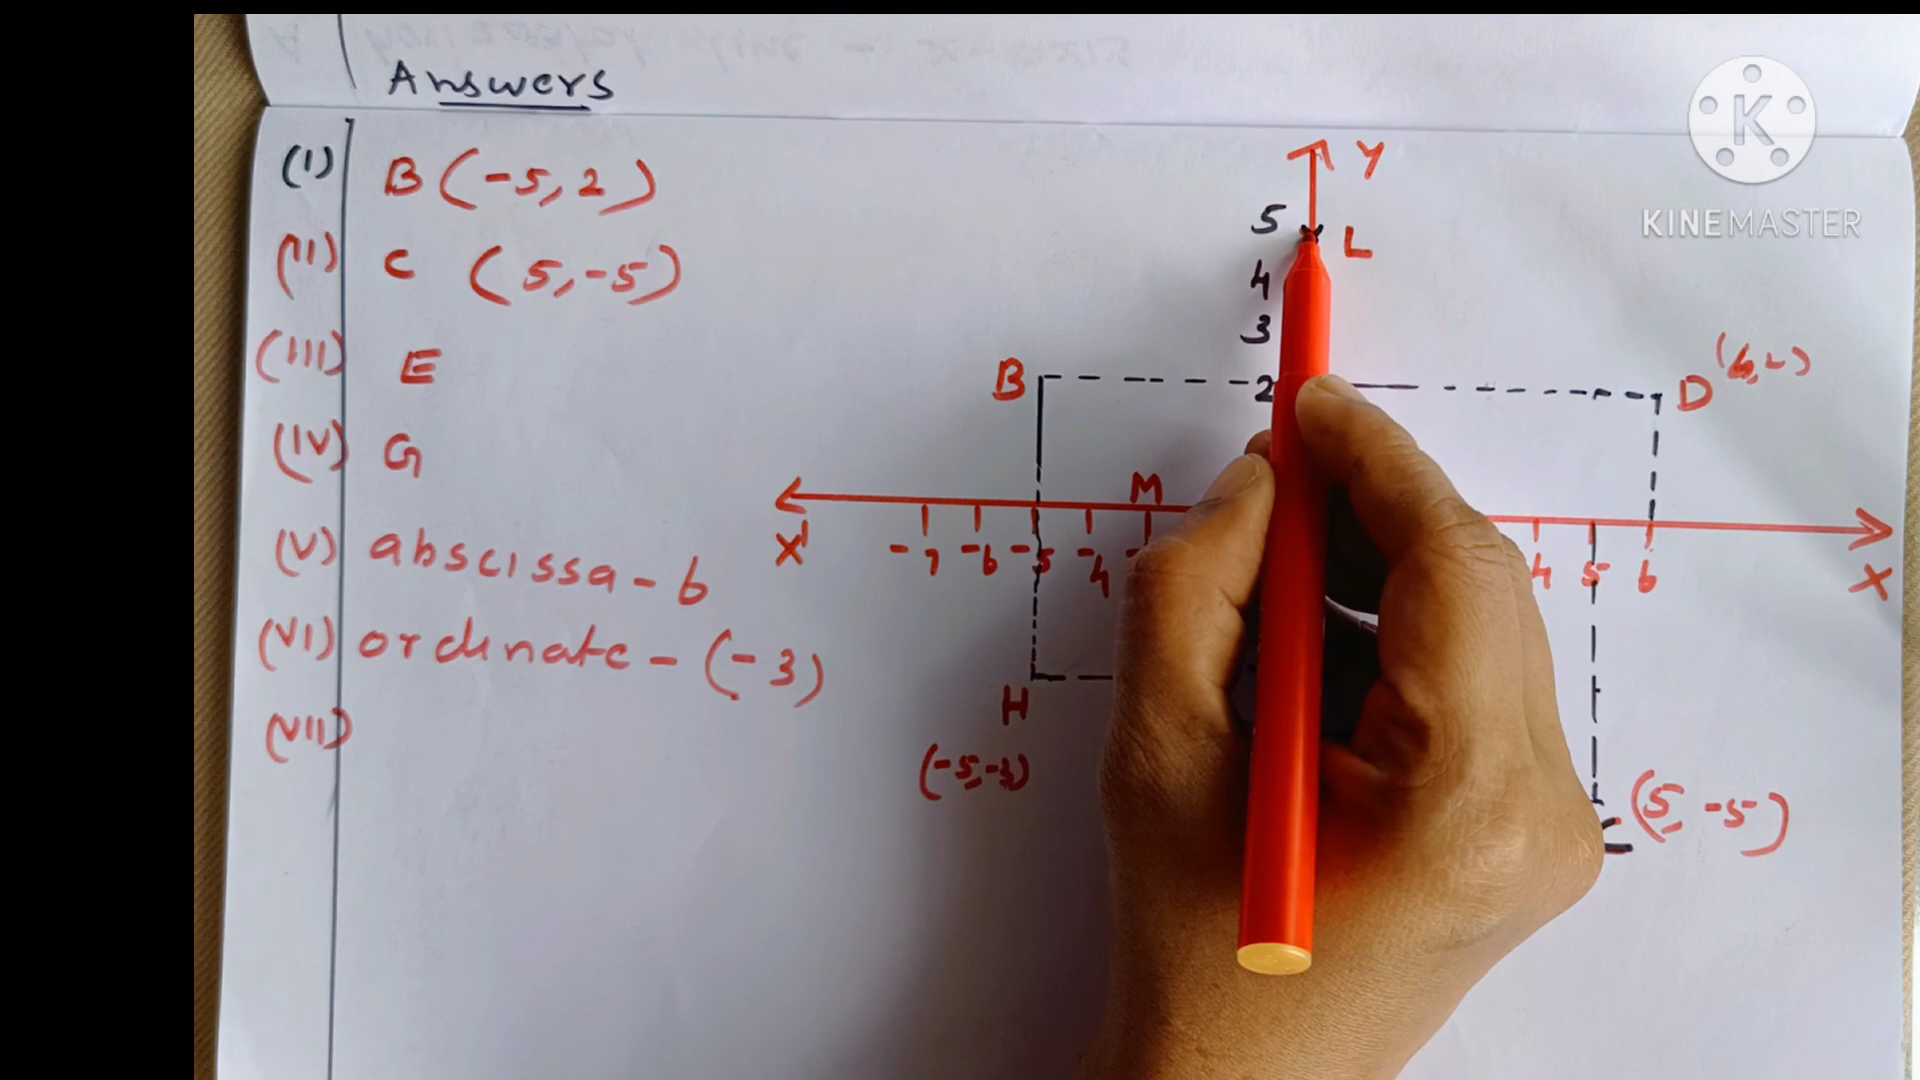 Answers
(I) B (-5, 2)
(II) C (5, -5)
(III) E
(IV) G
(V) abscissa - 6
(VI) ordinate - (-3)
(VII)
Y
5 L
4
3
B 2 D
M
X' X
-7 -6 -5 -4 4 5 6
H
(-5, -3)
(5, -5)
K
KINEMASTER